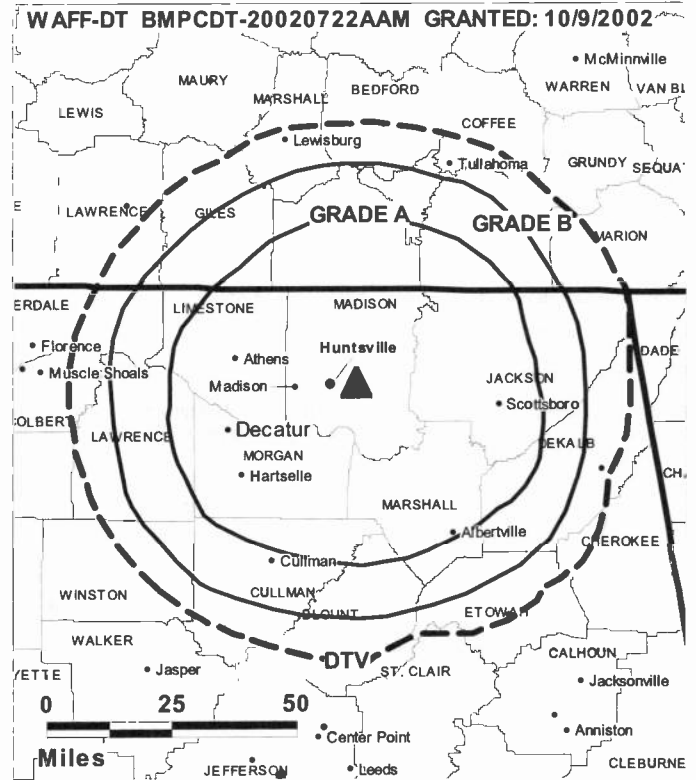 WAFF-DT BMPCDT-20020722AAM GRANTED: 10/9/2002
McMinnville
MAURY
BEDFORD
WARREN
VAN BL
MARSHALL
LEWIS
COFFEE
Lewisburg
Tullahoma
GRUNDY
SEQUAT
E
LAWRENCE
GILES
GRADE A
GRADE B
MARION
ERDALE
LIMESTONE
MADISON
Florence
Huntsville
DADE
Athens
Muscle Shoals
Madison
JACKSON
Scottsboro
COLBERT
LAWRENCE
Decatur
DEKALB
MORGAN
Hartselle
CHA
MARSHALL
Albertville
CHEROKEE
Cullman
WINSTON
CULLMAN
BLOUNT
ETOWAH
WALKER
DTV
CALHOUN
YETTE
Jasper
ST. CLAIR
Jacksonville
0 25 50
Center Point
Anniston
Miles
JEFFERSON
Leeds
CLEBURNE